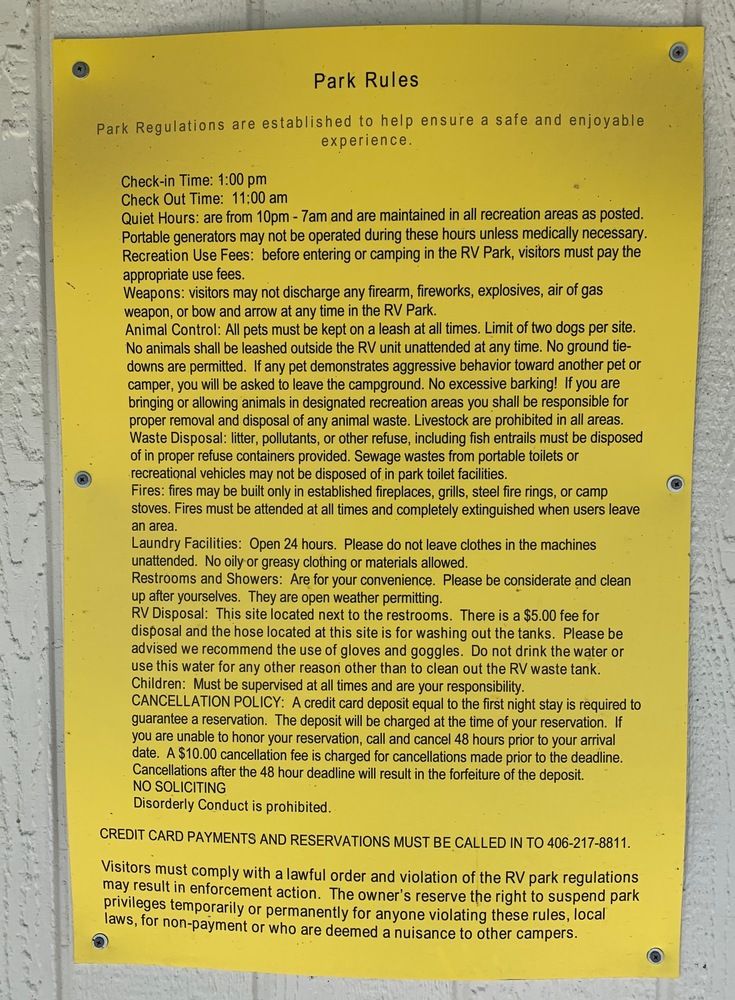 Park Rules
Park Regulations are established to help ensure a safe and enjoyable
experience.
Check-in Time: 1:00 pm
Check Out Time: 11;00 am
Quiet Hours: are from 10pm - 7am and are maintained in all recreation areas as posted.
Portable generators may not be operated during these hours unless medically necessary.
Recreation Use Fees: before entering or camping in the RV Park, visitors must pay the
appropriate use fees.
Weapons: visitors may not discharge any firearm, fireworks, explosives, air of gas
weapon, or bow and arrow at any time in the RV Park.
Animal Control: All pets must be kept on a leash at all times. Limit of two dogs per site.
No animals shall be leashed outside the RV unit unattended at any time. No ground tie-
downs are permitted. If any pet demonstrates aggressive behavior toward another pet or
camper, you will be asked to leave the campground. No excessive barking! If you are
bringing or allowing animals in designated recreation areas you shall be responsible for
proper removal and disposal of any animal waste. Livestock are prohibited in all areas.
Waste Disposal: litter, pollutants, or other refuse, including fish entrails must be disposed
of in proper refuse containers provided. Sewage wastes from portable toilets or
recreational vehicles may not be disposed of in park toilet facilities.
Fires: fires may be built only in established fireplaces, grills, steel fire rings, or camp
stoves. Fires must be attended at all times and completely extinguished when users leave
an area.
Laundry Facilities: Open 24 hours. Please do not leave clothes in the machines
unattended. No oily or greasy clothing or materials allowed.
Restrooms and Showers: Are for your convenience. Please be considerate and clean
up after yourselves. They are open weather permitting.
RV Disposal: This site located next to the restrooms. There is a $5.00 fee for
disposal and the hose located at this site is for washing out the tanks. Please be
advised we recommend the use of gloves and goggles. Do not drink the water or
use this water for any other reason other than to clean out the RV waste tank.
Children: Must be supervised at all times and are your responsibility.
CANCELLATION POLICY: A credit card deposit equal to the first night stay is required to
guarantee a reservation. The deposit will be charged at the time of your reservation. If
you are unable to honor your reservation, call and cancel 48 hours prior to your arrival
date. A $10.00 cancellation fee is charged for cancellations made prior to the deadline.
Cancellations after the 48 hour deadline will result in the forfeiture of the deposit.
NO SOLICITING
Disorderly Conduct is prohibited.
CREDIT CARD PAYMENTS AND RESERVATIONS MUST BE CALLED IN TO 406-217-8811.
Visitors must comply with a lawful order and violation of the RV park regulations
may result in enforcement action. The owner's reserve the right to suspend park
privileges temporarily or permanently for anyone violating these rules, local
laws, for non-payment or who are deemed a nuisance to other campers.